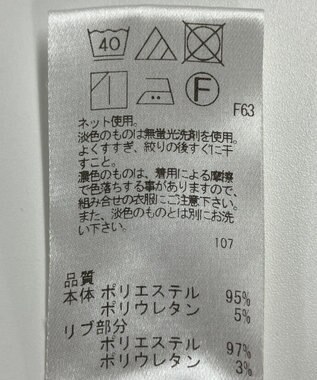 40
F
F63
ネット使用。
淡色のものは無蛍光洗剤を使用。
よくすすぎ、絞りの後すぐに干
すこと。
濃色のものは、着用による摩擦
で色落ちする事がありますので、
組み合せの衣服にご注意下さい。
また、淡色のものとは別にお洗
い下さい。
107
品質
本体 ポリエステル 95%
ポリウレタン 5%
リブ部分
ポリエステル 97%
ポリウレタン 3%